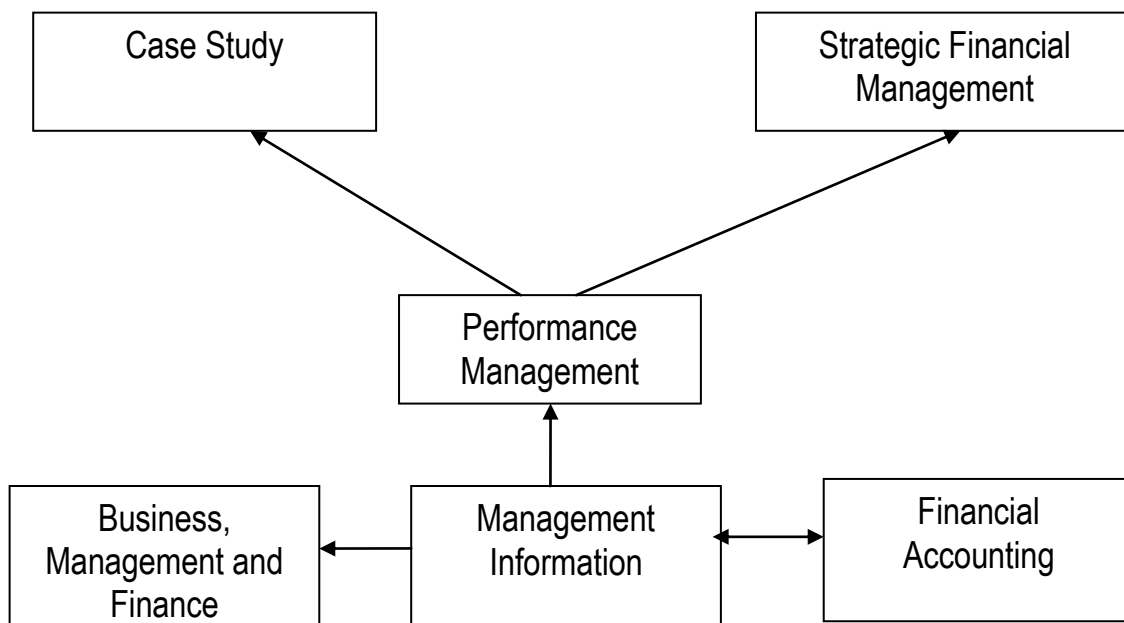 Case Study
Strategic Financial
Management
Performance
Management
Business,
Management and
Finance
Management
Information
Financial
Accounting